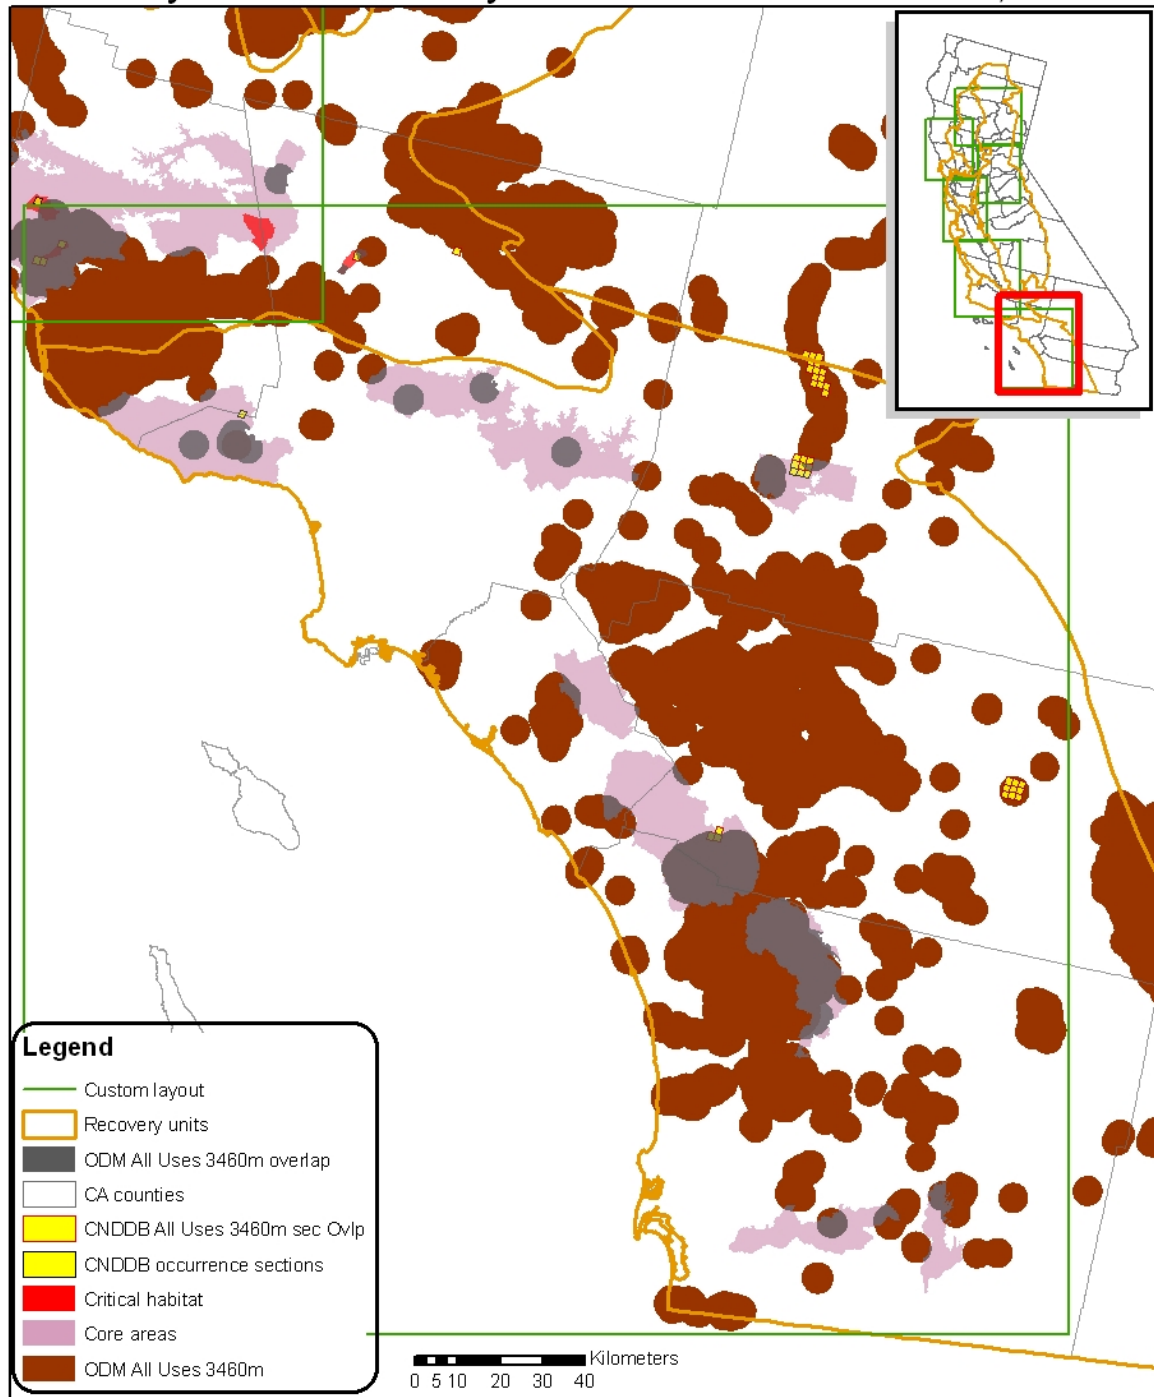 Legend
Custom layout
Recovery units
ODM All Uses 3460m overlap
CA counties
CNDDB All Uses 3460m sec Ovlp
CNDDB occurrence sections
Critical habitat
Core areas
ODM All Uses 3460m
Kilometers
0 5 10 20 30 40